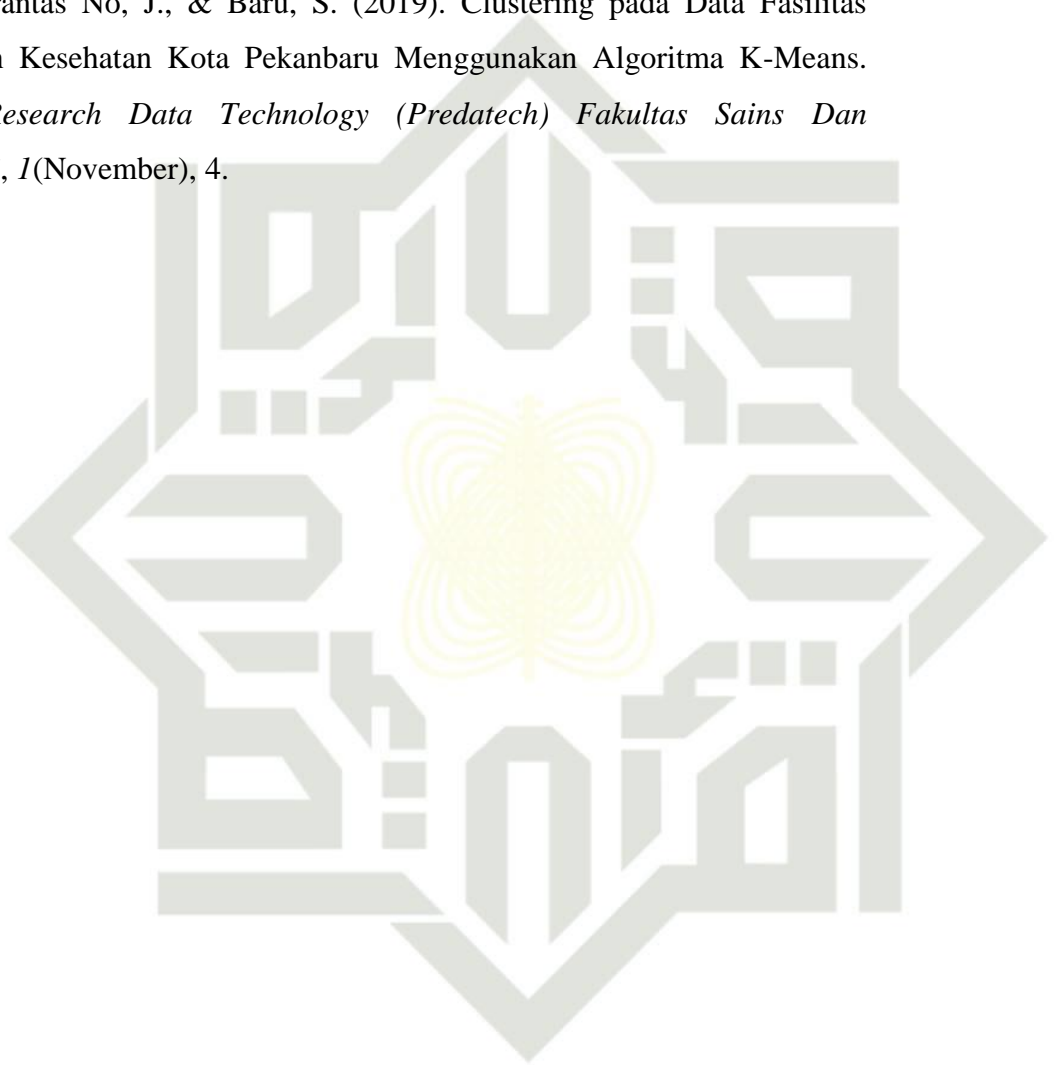 rantas No, J., & Baru, S. (2019). Clustering pada Data Fasilitas
n Kesehatan Kota Pekanbaru Menggunakan Algoritma K-Means.
Research Data Technology (Predatech) Fakultas Sains Dan
, 1(November), 4.